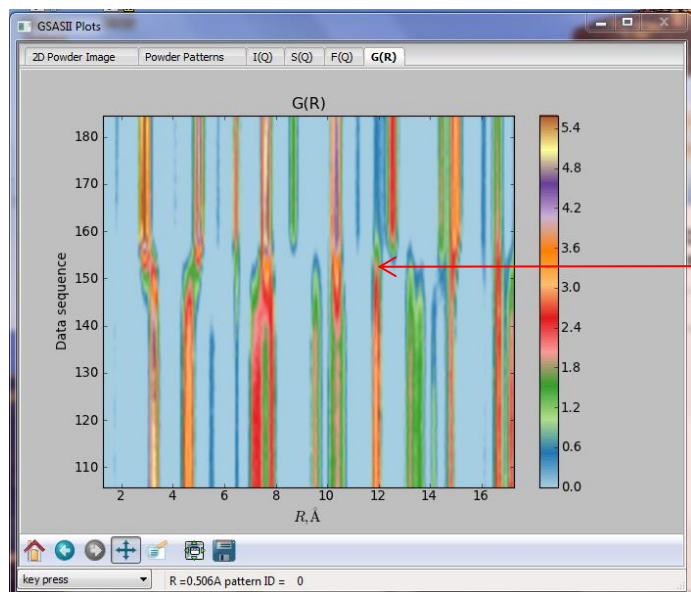 GSASII Plots
2D Powder Image Powder Patterns I(Q) S(Q) F(Q) G(R)
G(R)
180
170
160
150
140
130
120
110
Data sequence
2 4 6 8 10 12 14 16
R,Å
5.4
4.8
4.2
3.6
3.0
2.4
1.8
1.2
0.6
0.0
key press R =0.506A pattern ID = 0